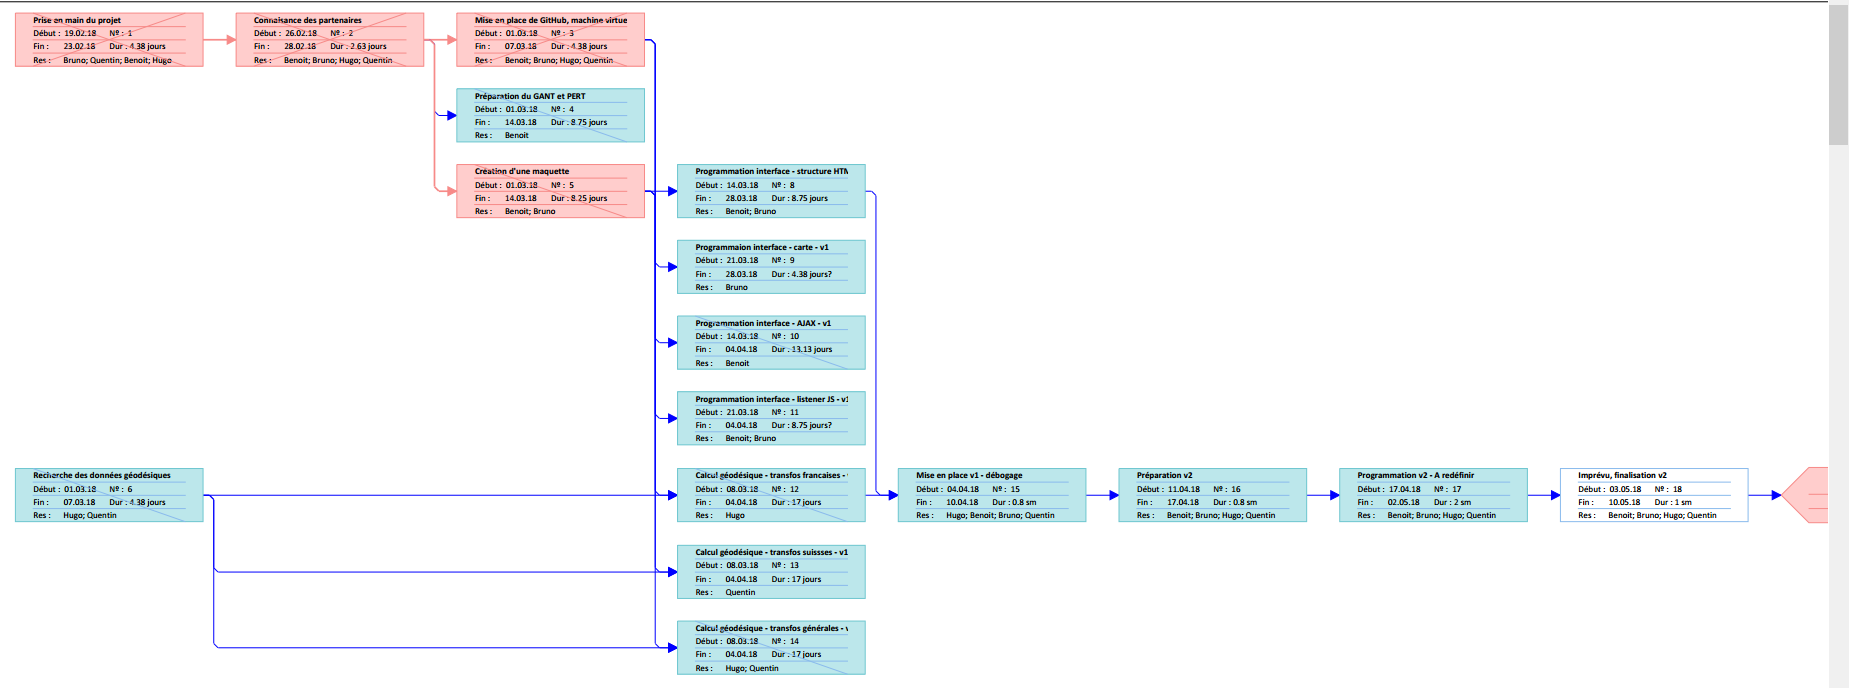 Prise en main du projet
Début : 19.02.18 Nº : 1
Fin : 23.02.18 Dur : 4.38 jours
Res : Bruno; Quentin; Benoit; Hugo
Connaisance des partenaires
Début : 26.02.18 Nº : 2
Fin : 28.02.18 Dur : 2.63 jours
Res : Benoit; Bruno; Hugo; Quentin
Mise en place de GitHub, machine virtue
Début : 01.03.18 Nº : 3
Fin : 07.03.18 Dur : 4.38 jours
Res : Benoit; Bruno; Hugo; Quentin
Préparation du GANT et PERT
Début : 01.03.18 Nº : 4
Fin : 14.03.18 Dur : 8.75 jours
Res : Benoit
Création d'une maquette
Début : 01.03.18 Nº : 5
Fin : 14.03.18 Dur : 8.25 jours
Res : Benoit; Bruno
Programmation interface - structure HTM
Début : 14.03.18 Nº : 8
Fin : 28.03.18 Dur : 8.75 jours
Res : Benoit; Bruno
Programmaion interface - carte - v1
Début : 21.03.18 Nº : 9
Fin : 28.03.18 Dur : 4.38 jours?
Res : Bruno
Programmation interface - AJAX - v1
Début : 14.03.18 Nº : 10
Fin : 04.04.18 Dur : 13.13 jours
Res : Benoit
Programmation interface - listener JS - v1
Début : 21.03.18 Nº : 11
Fin : 04.04.18 Dur : 8.75 jours?
Res : Benoit; Bruno
Recherche des données géodésiques
Début : 01.03.18 Nº : 6
Fin : 07.03.18 Dur : 4.38 jours
Res : Hugo; Quentin
Calcul géodésique - transfos francaises -
Début : 08.03.18 Nº : 12
Fin : 04.04.18 Dur : 17 jours
Res : Hugo
Mise en place v1 - débogage
Début : 04.04.18 Nº : 15
Fin : 10.04.18 Dur : 0.8 sm
Res : Hugo; Benoit; Bruno; Quentin
Préparation v2
Début : 11.04.18 Nº : 16
Fin : 17.04.18 Dur : 0.8 sm
Res : Benoit; Bruno; Hugo; Quentin
Programmation v2 - A redéfinir
Début : 17.04.18 Nº : 17
Fin : 02.05.18 Dur : 2 sm
Res : Benoit; Bruno; Hugo; Quentin
Imprévu, finalisation v2
Début : 03.05.18 Nº : 18
Fin : 10.05.18 Dur : 1 sm
Res : Benoit; Bruno; Hugo; Quentin
Calcul géodésique - transfos suissses - v1
Début : 08.03.18 Nº : 13
Fin : 04.04.18 Dur : 17 jours
Res : Quentin
Calcul géodésique - transfos générales - v
Début : 08.03.18 Nº : 14
Fin : 04.04.18 Dur : 17 jours
Res : Hugo; Quentin